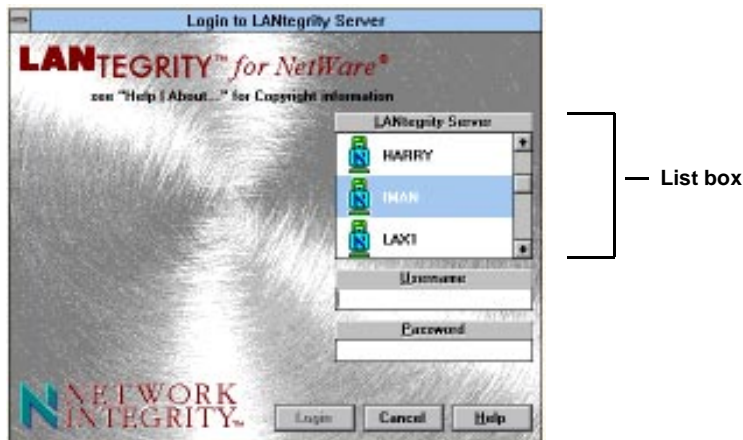 Login to LANtegrity Server
LANTEGRITY™ for NetWare®
see "Help | About..." for Copyright information
LANtegrity Server
HARRY
IMAN
LAX1
List box
Username
Password
NETWORK
INTEGRITY™
Login
Cancel
Help